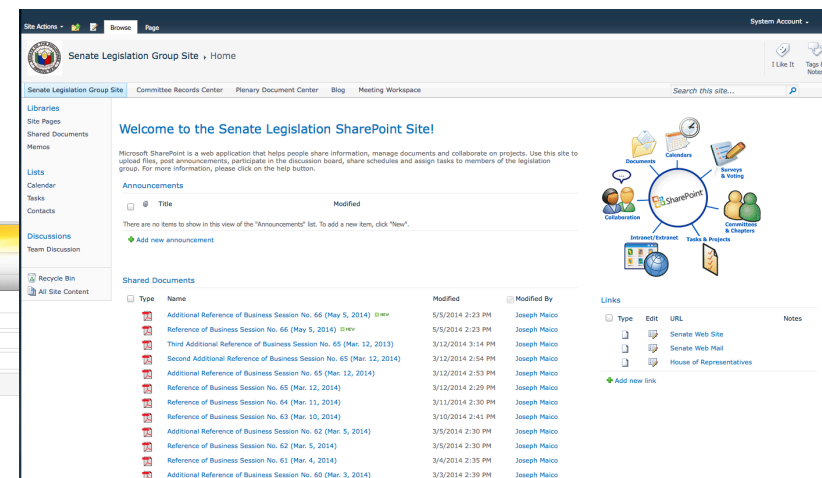 Site Actions
Browse
Page
System Account
Senate Legislation Group Site ▸ Home
I Like It
Tags
Notes
Senate Legislation Group Site
Committee Records Center
Plenary Document Center
Blog
Meeting Workspace
Search this site...
Libraries
Site Pages
Shared Documents
Memos
Lists
Calendar
Tasks
Contacts
Discussions
Team Discussion
Recycle Bin
All Site Content
Welcome to the Senate Legislation SharePoint Site!
Microsoft SharePoint is a web application that helps people share information, manage documents and collaborate on projects. Use this site to
upload files, post announcements, participate in the discussion board, share schedules and assign tasks to members of the legislation
group. For more information, please click on the help button.
Announcements
Title Modified
There are no items to show in this view of the "Announcements" list. To add a new item, click "New".
Add new announcement
Shared Documents
Type Name Modified Modified By
Additional Reference of Business Session No. 66 (May 5, 2014) NEW 5/5/2014 2:23 PM Joseph Maico
Reference of Business Session No. 66 (May 5, 2014) NEW 5/5/2014 2:23 PM Joseph Maico
Third Additional Reference of Business Session No. 65 (Mar. 12, 2013) 3/12/2014 3:14 PM Joseph Maico
Second Additional Reference of Business Session No. 65 (Mar. 12, 2014) 3/12/2014 2:54 PM Joseph Maico
Additional Reference of Business Session No. 65 (Mar. 12, 2014) 3/12/2014 2:53 PM Joseph Maico
Reference of Business Session No. 65 (Mar. 12, 2014) 3/12/2014 2:29 PM Joseph Maico
Reference of Business Session No. 64 (Mar. 11, 2014) 3/11/2014 2:30 PM Joseph Maico
Reference of Business Session No. 63 (Mar. 10, 2014) 3/10/2014 2:41 PM Joseph Maico
Additional Reference of Business Session No. 62 (Mar. 5, 2014) 3/5/2014 2:30 PM Joseph Maico
Reference of Business Session No. 62 (Mar. 5, 2014) 3/5/2014 2:30 PM Joseph Maico
Reference of Business Session No. 61 (Mar. 4, 2014) 3/4/2014 2:35 PM Joseph Maico
Additional Reference of Business Session No. 60 (Mar. 3, 2014) 3/3/2014 2:39 PM Joseph Maico
Documents
Calendars
Surveys
& Voting
SharePoint
Collaboration
Committees
& Chapters
Intranet/Extranet
Tasks & Projects
Links
Type Edit URL Notes
Senate Web Site
Senate Web Mail
House of Representatives
Add new link